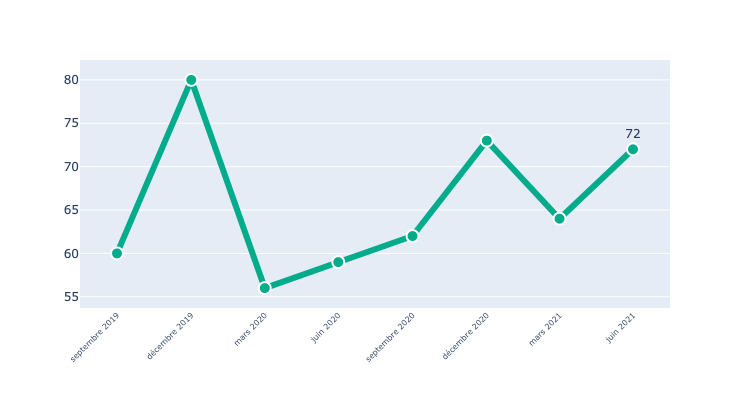 80
75
72
70
65
60
55
septembre 2019
décembre 2019
mars 2020
juin 2020
septembre 2020
décembre 2020
mars 2021
juin 2021